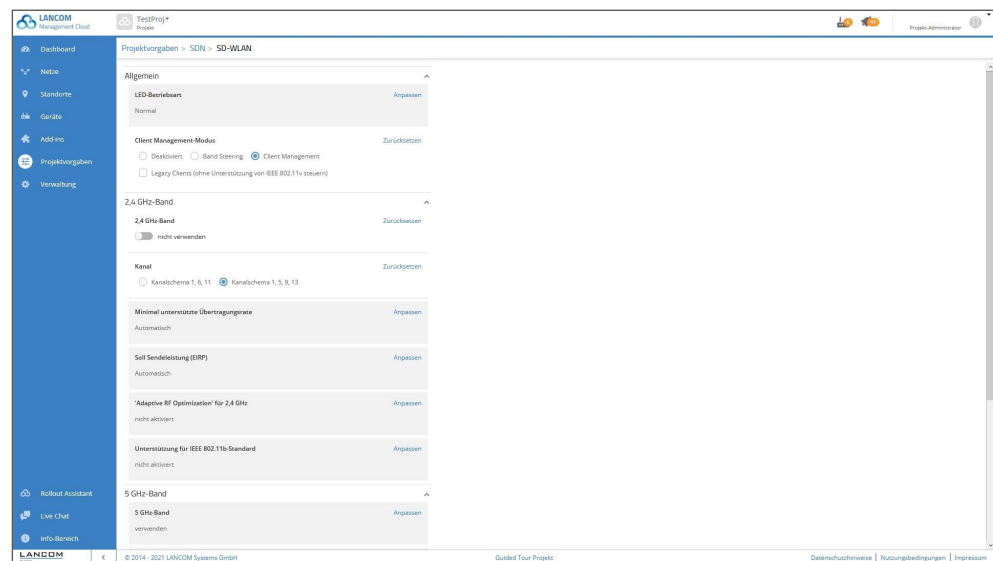 LANCOM
Management Cloud
TestProj
Projekt
Projekt-Administrator
Dashboard
Netze
Standorte
Geräte
Add-ins
Projektvorgaben
Verwaltung
Rollout Assistant
Live Chat
Info-Bereich
LANCOM
Projektvorgaben > SDN > SD-WLAN
Allgemein
LED-Betriebsart Anpassen
Normal
Client Management-Modus Zurücksetzen
Deaktiviert Band Steering Client Management
Legacy Clients (ohne Unterstützung von IEEE 802.11v steuern)
2,4 GHz-Band
2,4 GHz-Band Zurücksetzen
nicht verwenden
Kanal Zurücksetzen
Kanalschema 1, 6, 11 Kanalschema 1, 5, 9, 13
Minimal unterstützte Übertragungsrate Anpassen
Automatisch
Soll Sendeleistung (EIRP) Anpassen
Automatisch
'Adaptive RF Optimization' für 2,4 GHz Anpassen
nicht aktiviert
Unterstützung für IEEE 802.11b-Standard Anpassen
nicht aktiviert
5 GHz-Band
5 GHz-Band Anpassen
verwenden
© 2014 - 2021 LANCOM Systems GmbH Guided Tour Projekt Datenschutzhinweise | Nutzungsbedingungen | Impressum